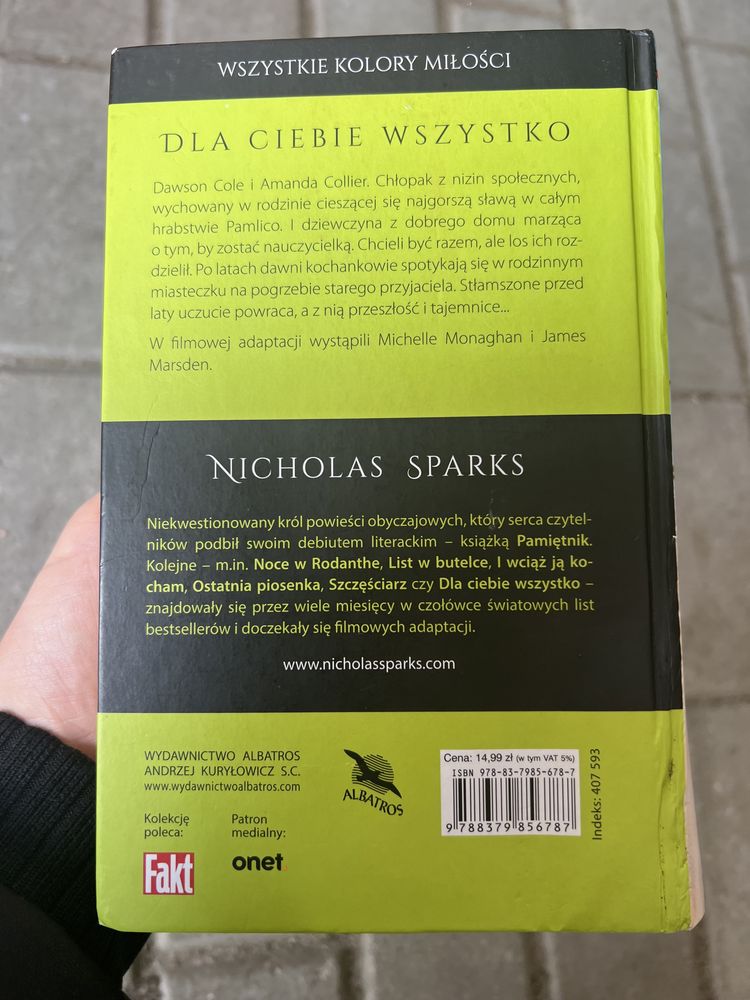 WSZYSTKIE KOLORY MIŁOŚCI
DLA CIEBIE WSZYSTKO
Dawson Cole i Amanda Collier. Chłopak z nizin społecznych,
wychowany w rodzinie cieszącej się najgorszą sławą w całym
hrabstwie Pamlico. I dziewczyna z dobrego domu marząca
o tym, by zostać nauczycielką. Chcieli być razem, ale los ich roz-
dzielił. Po latach dawni kochankowie spotykają się w rodzinnym
miasteczku na pogrzebie starego przyjaciela. Stłamszone przed
laty uczucie powraca, a z nią przeszłość i tajemnice...
W filmowej adaptacji wystąpili Michelle Monaghan i James
Marsden.
NICHOLAS SPARKS
Niekwestionowany król powieści obyczajowych, który serca czytel-
ników podbił swoim debiutem literackim – książką Pamiętnik.
Kolejne – m.in. Noce w Rodanthe, List w butelce, I wciąż ją ko-
cham, Ostatnia piosenka, Szczęściarz czy Dla ciebie wszystko –
znajdowały się przez wiele miesięcy w czołówce światowych list
bestsellerów i doczekały się filmowych adaptacji.
www.nicholassparks.com
WYDAWNICTWO ALBATROS
ANDRZEJ KURYŁOWICZ S.C.
www.wydawnictwoalbatros.com
ALBATROS
Kolekcję
poleca:
Fakt
Patron
medialny:
onet.
Cena: 14,99 zł (w tym VAT 5%)
ISBN 978-83-7985-678-7
9 788379 856787
Indeks: 407 593